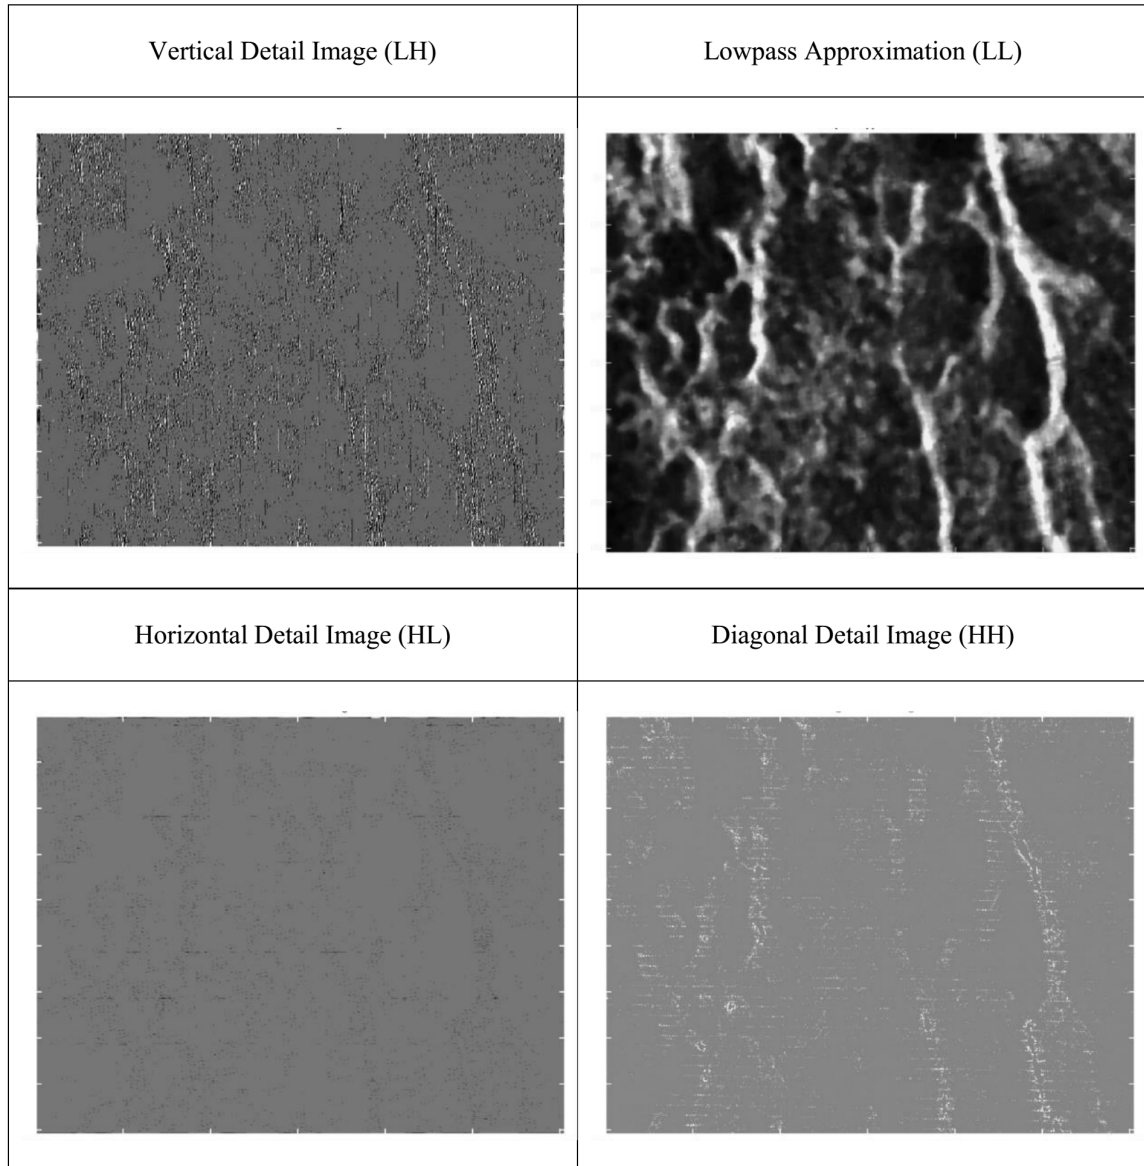 Vertical Detail Image (LH)
Lowpass Approximation (LL)
Horizontal Detail Image (HL)
Diagonal Detail Image (HH)